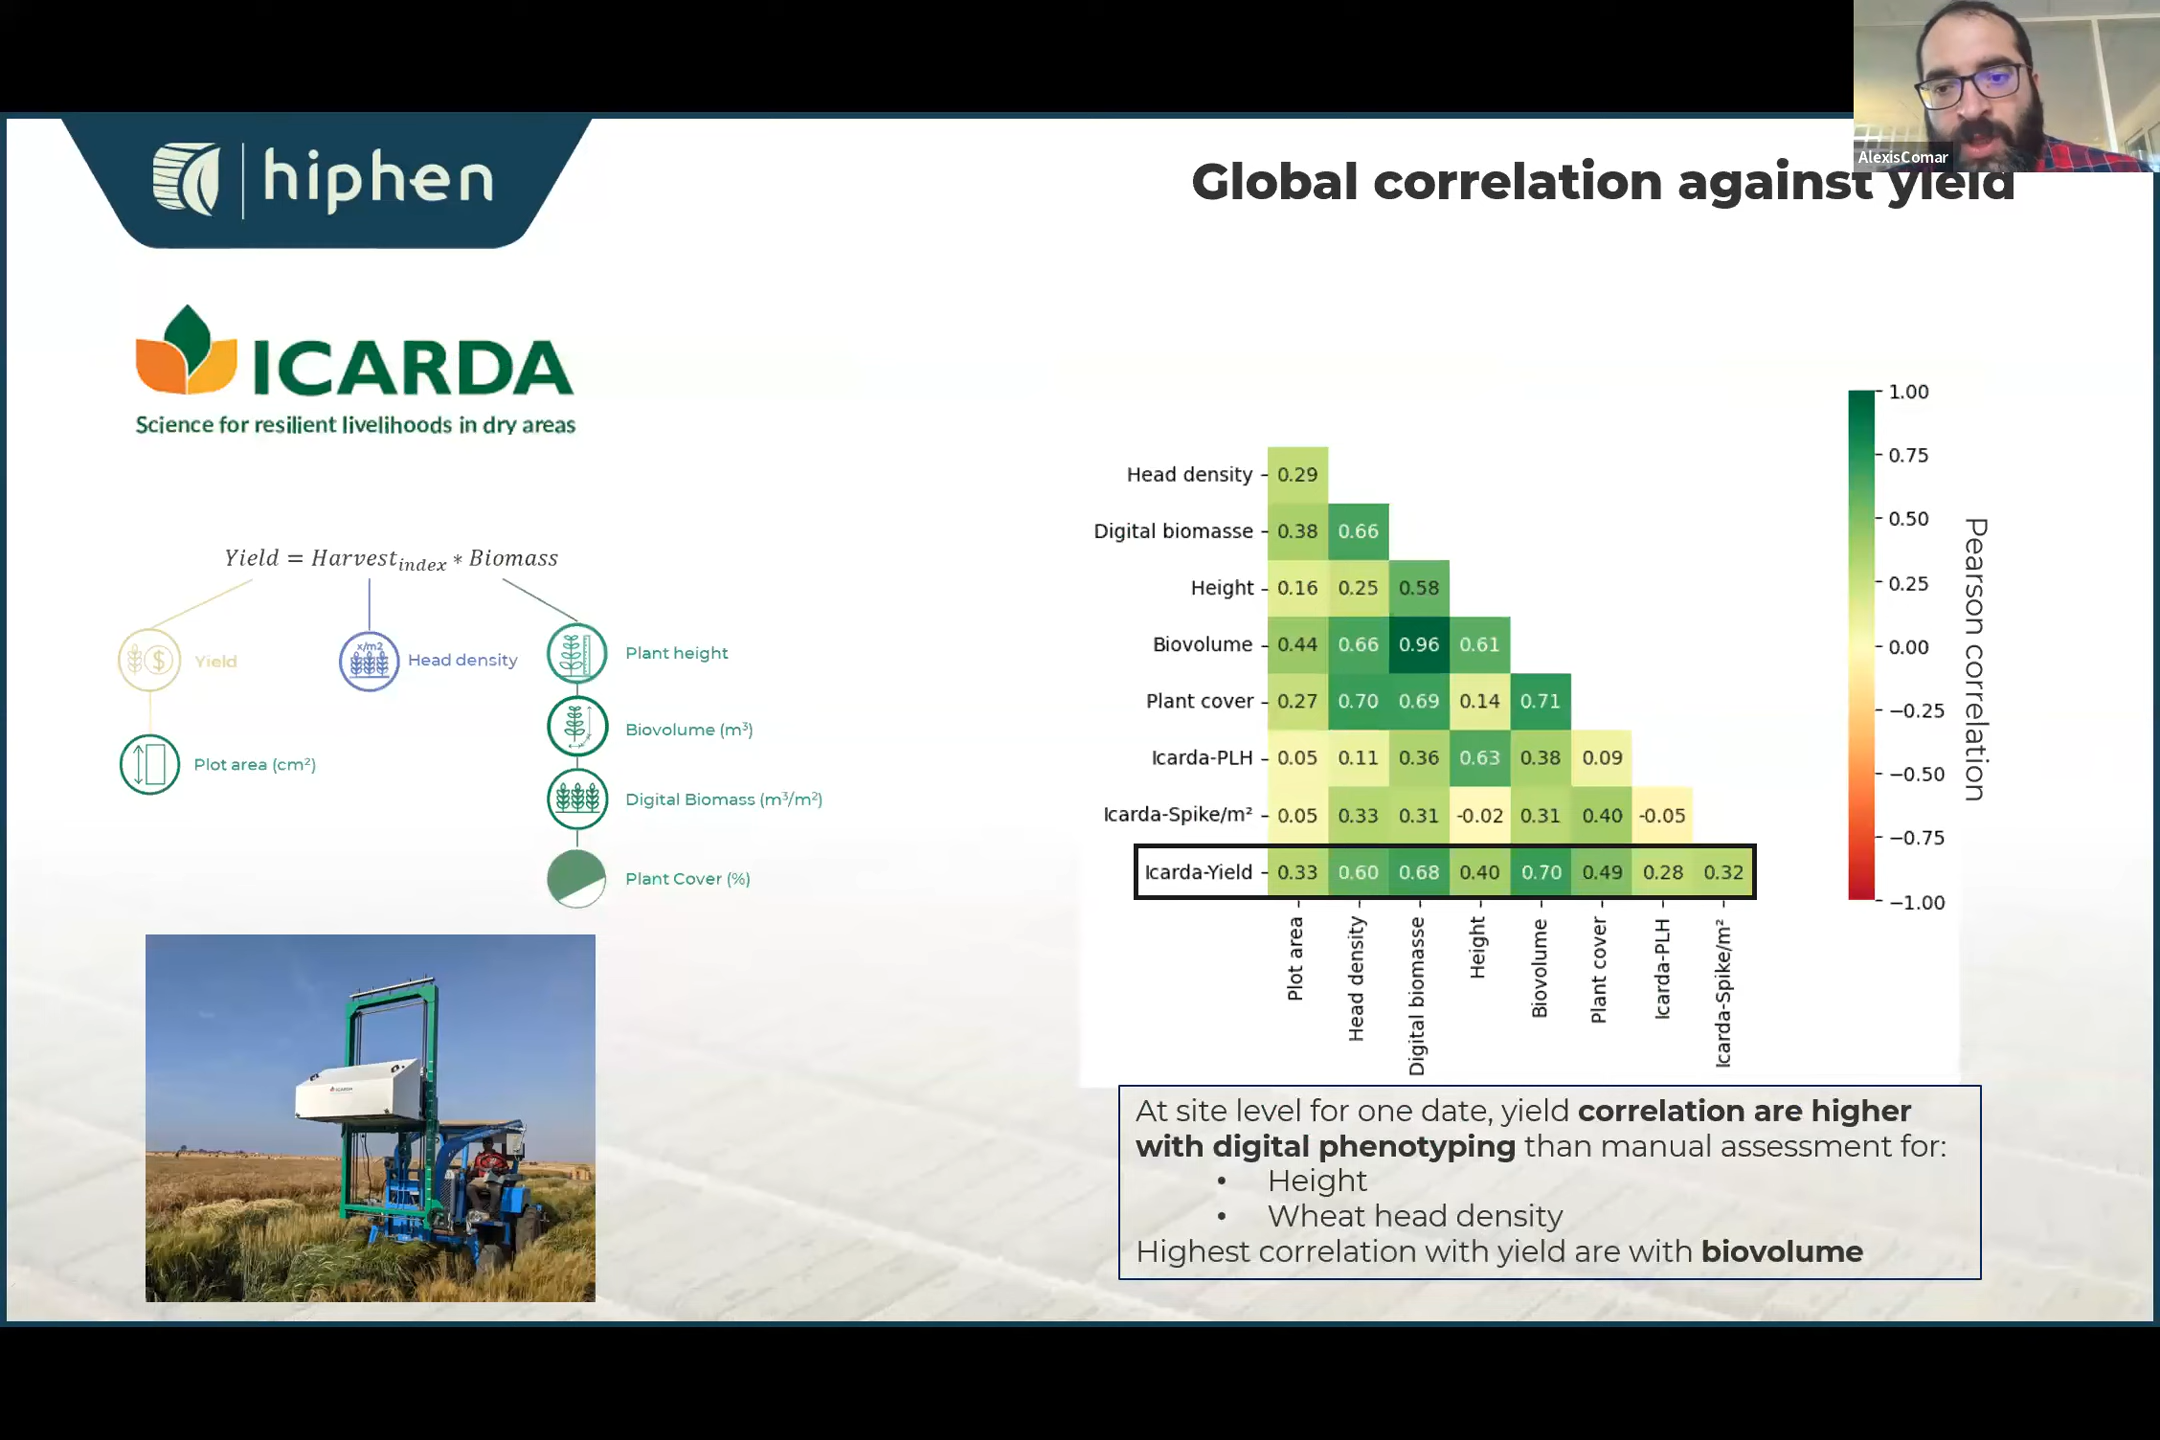 AlexisComar
hiphen
Global correlation against yield
ICARDA
Science for resilient livelihoods in dry areas
Yield = Harvest_index * Biomass
Yield
x/m2
Head density
Plant height
Biovolume (m³)
Plot area (cm²)
Digital Biomass (m³/m²)
Plant Cover (%)
ICARDA
Head density 0.29
Digital biomasse 0.38 0.66
Height 0.16 0.25 0.58
Biovolume 0.44 0.66 0.96 0.61
Plant cover 0.27 0.70 0.69 0.14 0.71
Icarda-PLH 0.05 0.11 0.36 0.63 0.38 0.09
Icarda-Spike/m² 0.05 0.33 0.31 -0.02 0.31 0.40 -0.05
Icarda-Yield 0.33 0.60 0.68 0.40 0.70 0.49 0.28 0.32
Plot area
Head density
Digital biomasse
Height
Biovolume
Plant cover
Icarda-PLH
Icarda-Spike/m²
1.00
0.75
0.50
0.25
0.00
−0.25
−0.50
−0.75
−1.00
Pearson correlation
At site level for one date, yield correlation are higher
with digital phenotyping than manual assessment for:
• Height
• Wheat head density
Highest correlation with yield are with biovolume